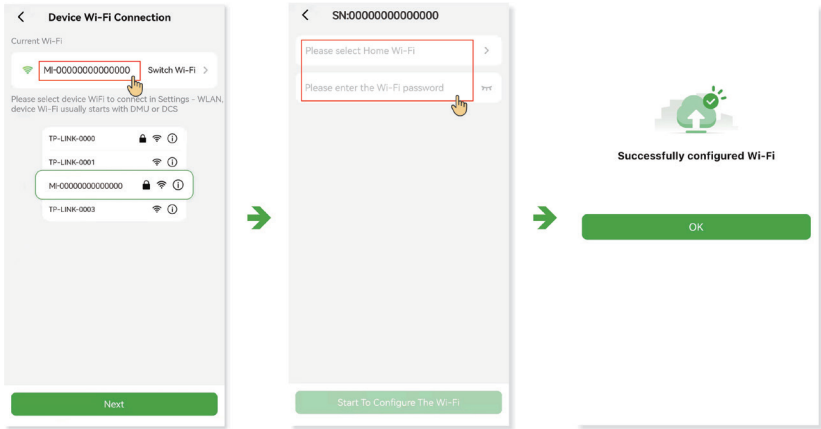 Device Wi-Fi Connection
Current Wi-Fi
MI-00000000000000 Switch Wi-Fi
Please select device WiFi to connect in Settings - WLAN,
device Wi-Fi usually starts with DMU or DCS
TP-LINK-0000
TP-LINK-0001
MI-00000000000000
TP-LINK-0003
Next
SN:00000000000000
Please select Home Wi-Fi
Please enter the Wi-Fi password
Start To Configure The Wi-Fi
Successfully configured Wi-Fi
OK